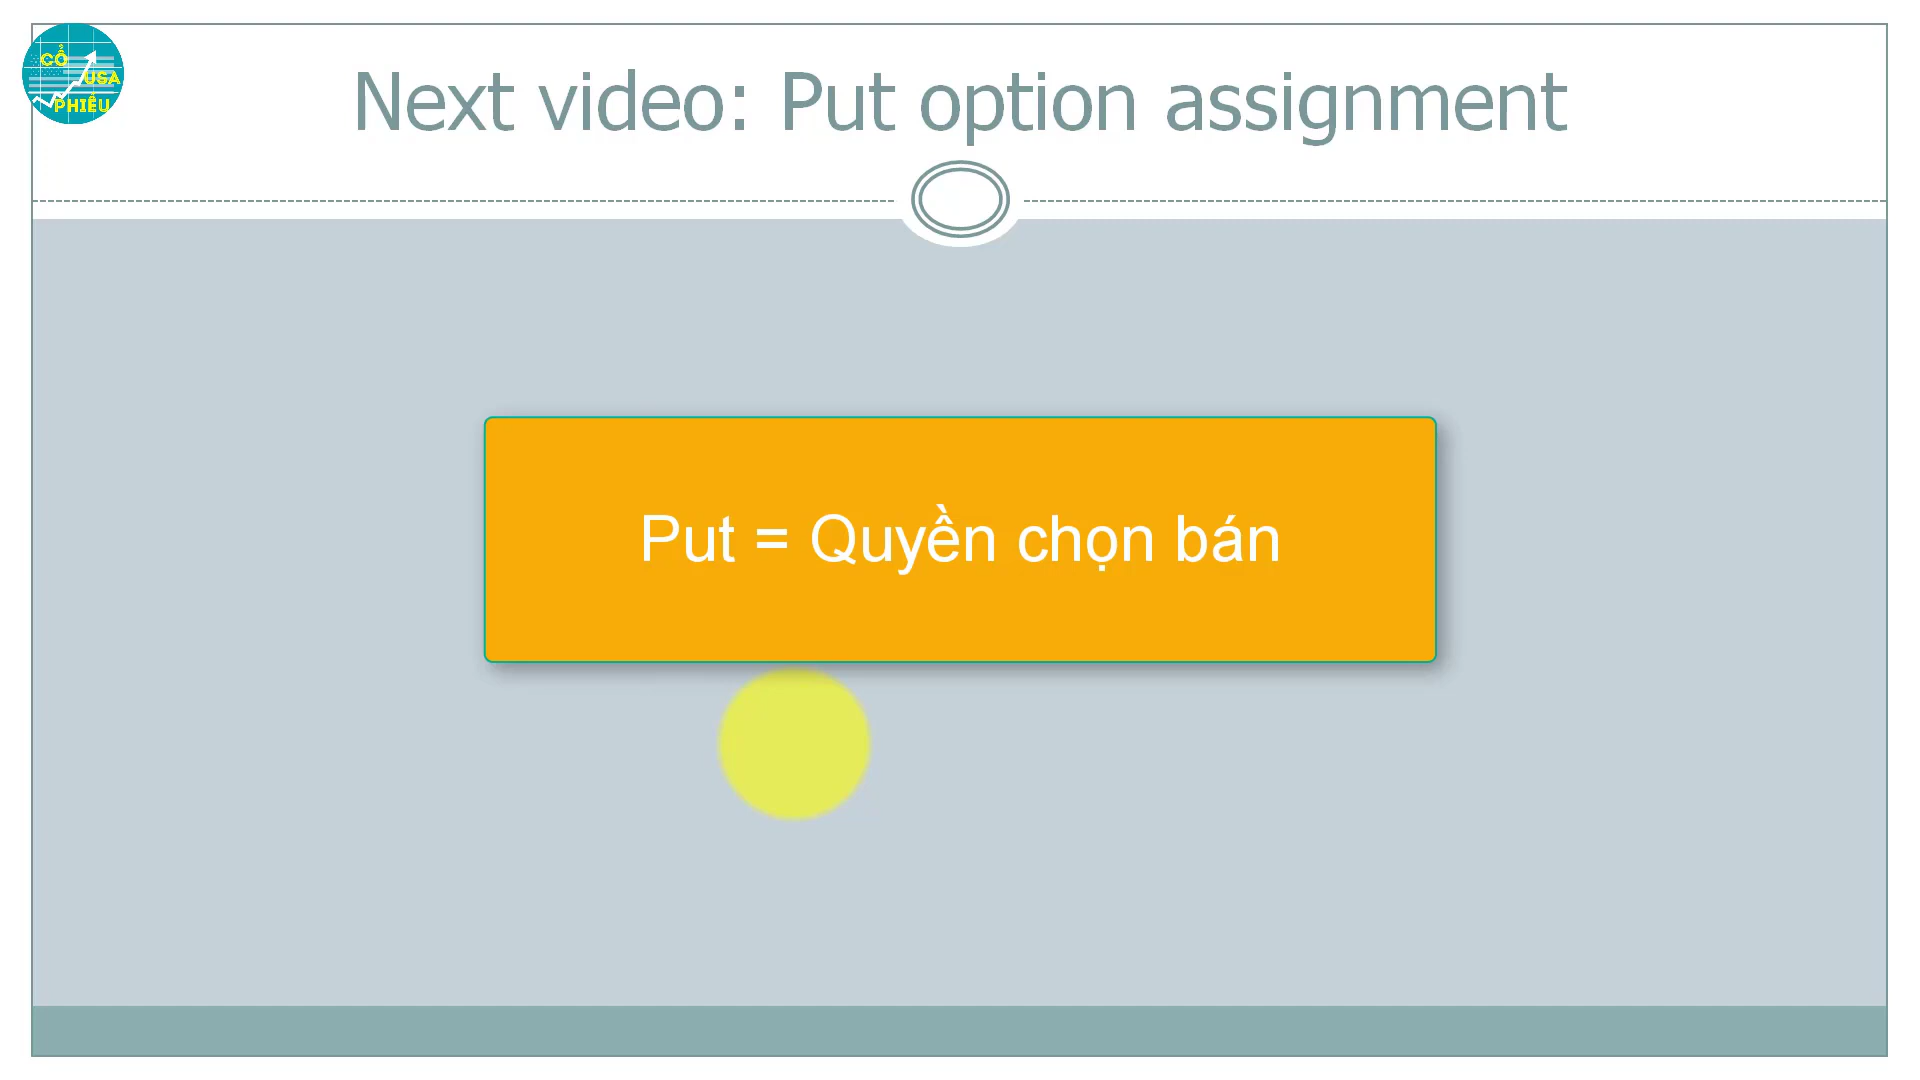 CỔ
USA
PHIẾU
Next video: Put option assignment
Put = Quyền chọn bán